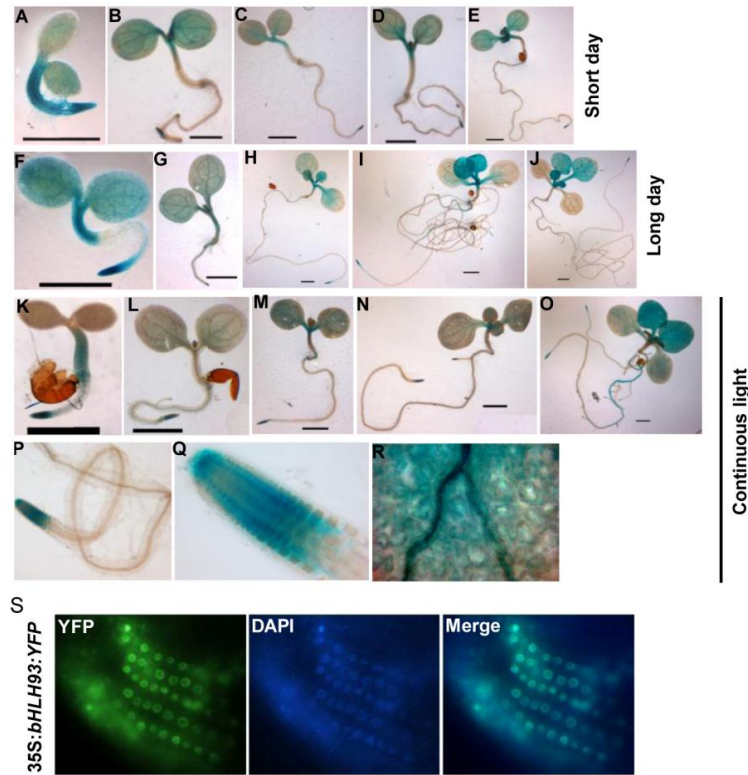 A B C D E
Short day
F G H I J
Long day
K L M N O
P Q R
Continuous light
S
35S:bHLH93:YFP
YFP DAPI Merge